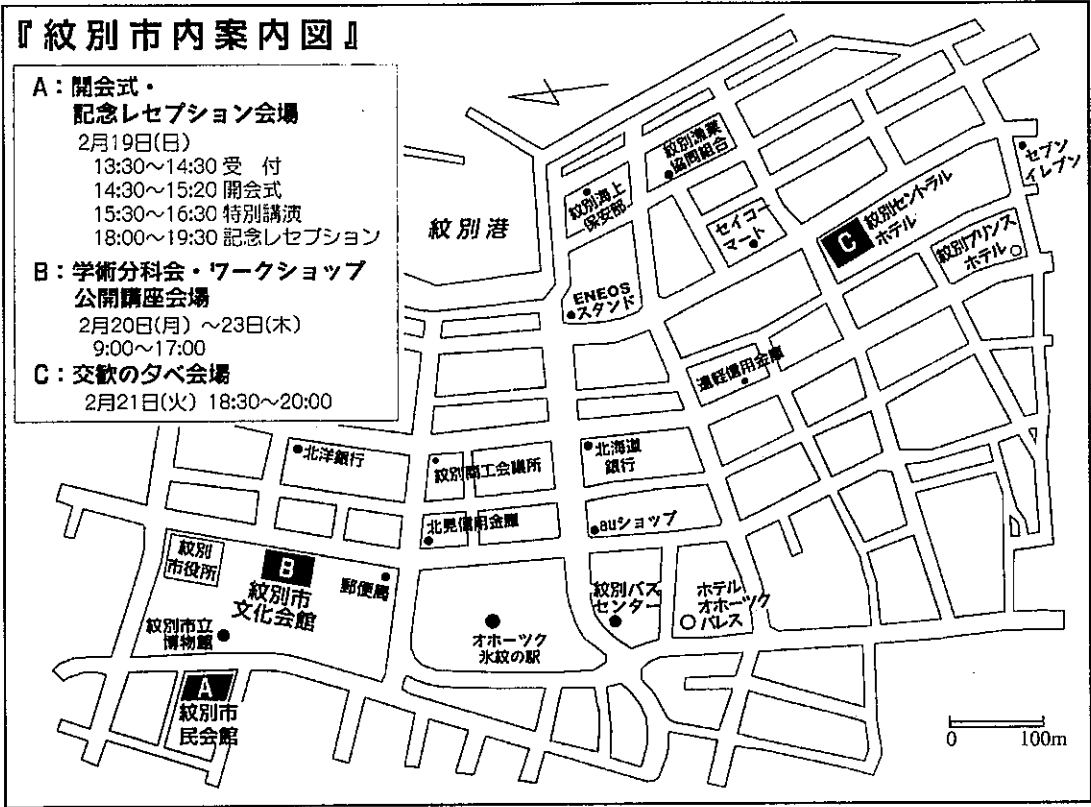 『紋別市内案内図』
A：開会式・
記念レセプション会場
2月19日(日)
13:30～14:30 受　付
14:30～15:20 開会式
15:30～16:30 特別講演
18:00～19:30 記念レセプション
B：学術分科会・ワークショップ
公開講座会場
2月20日(月) ～23日(木)
9:00～17:00
C：交歓の夕べ会場
2月21日(火) 18:30～20:00
紋別港
紋別漁業
協同組合
紋別海上
保安部
セイコー
マート
C
紋別セントラル
ホテル
セブン
イレブン
紋別プリンス
ホテル
ENEOS
スタンド
遠軽信用金庫
北洋銀行
紋別商工会議所
北海道
銀行
北見信用金庫
auショップ
紋別
市役所
B
紋別市
文化会館
郵便局
紋別市立
博物館
オホーツク
氷紋の駅
紋別バス
センター
ホテル
オホーツク
パレス
A
紋別市
民会館
0
100m